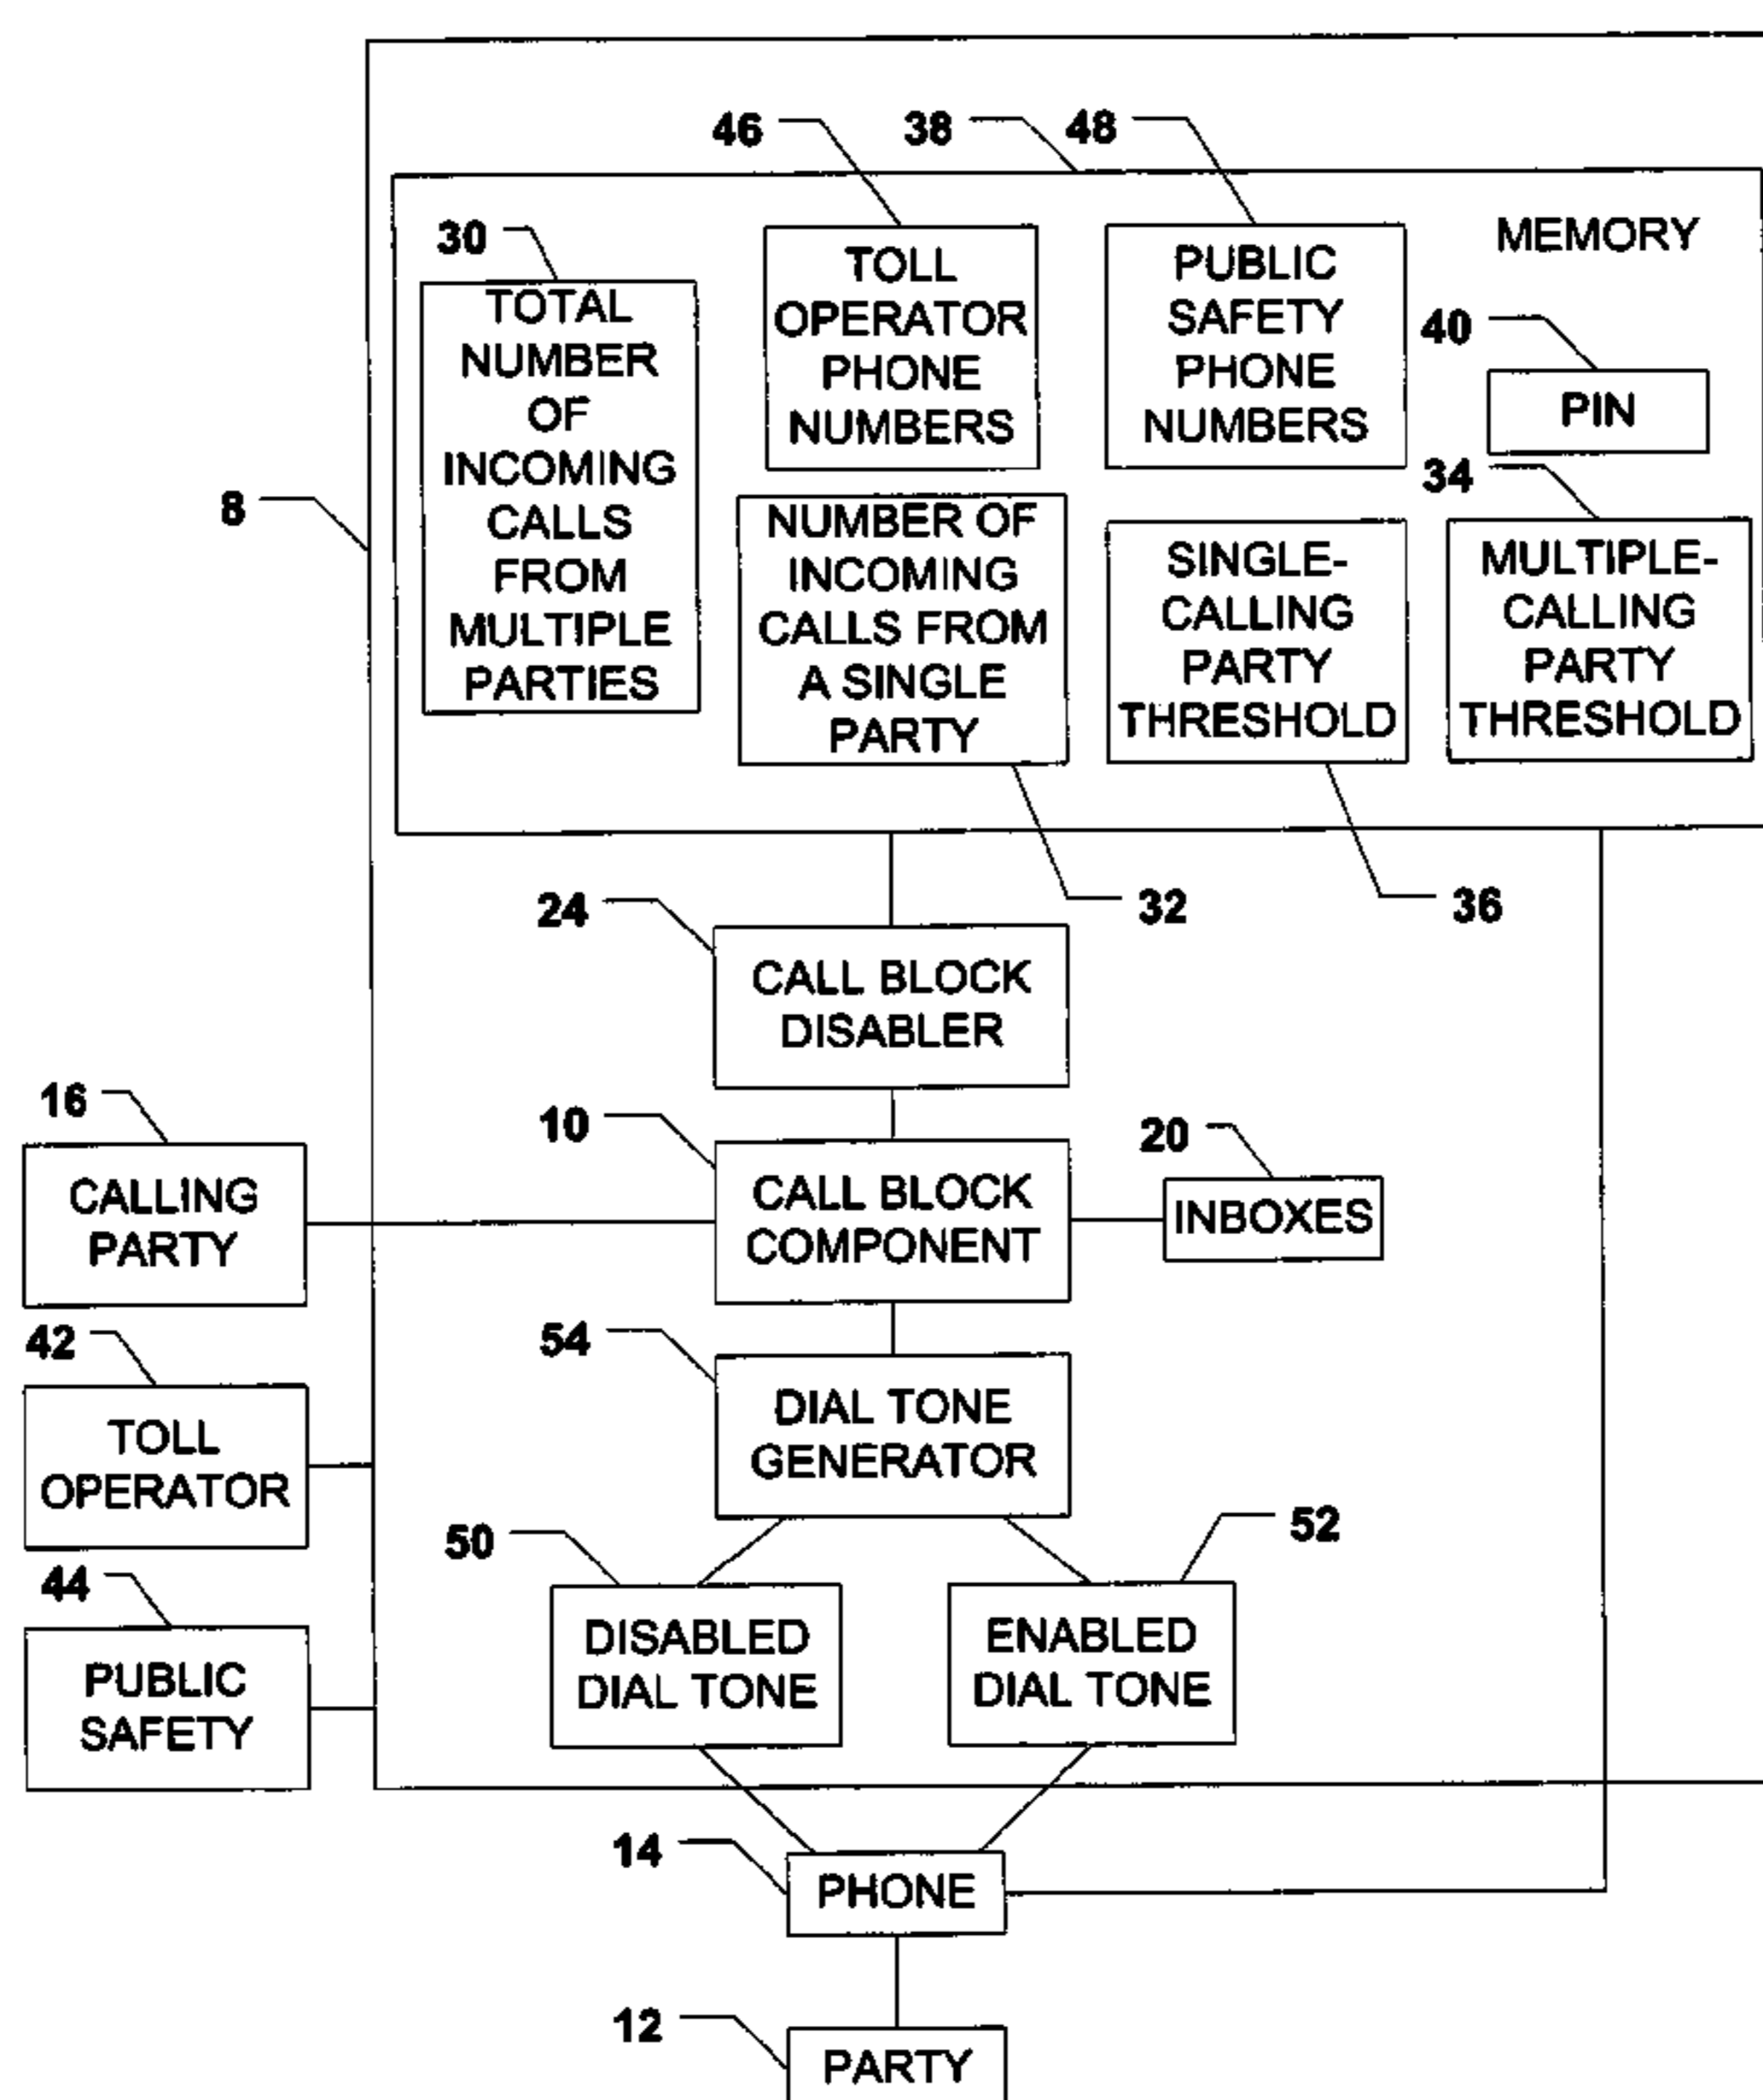 46
38
48
30
MEMORY
TOTAL
NUMBER
OF
INCOMING
CALLS
FROM
MULTIPLE
PARTIES
TOLL
OPERATOR
PHONE
NUMBERS
PUBLIC
SAFETY
PHONE
NUMBERS
40
PIN
8
34
NUMBER OF
INCOMING
CALLS FROM
A SINGLE
PARTY
SINGLE-
CALLING
PARTY
THRESHOLD
MULTIPLE-
CALLING
PARTY
THRESHOLD
32
36
24
CALL BLOCK
DISABLER
16
10
20
CALLING
PARTY
CALL BLOCK
COMPONENT
INBOXES
42
54
TOLL
OPERATOR
DIAL TONE
GENERATOR
50
52
44
PUBLIC
SAFETY
DISABLED
DIAL TONE
ENABLED
DIAL TONE
14
PHONE
12
PARTY